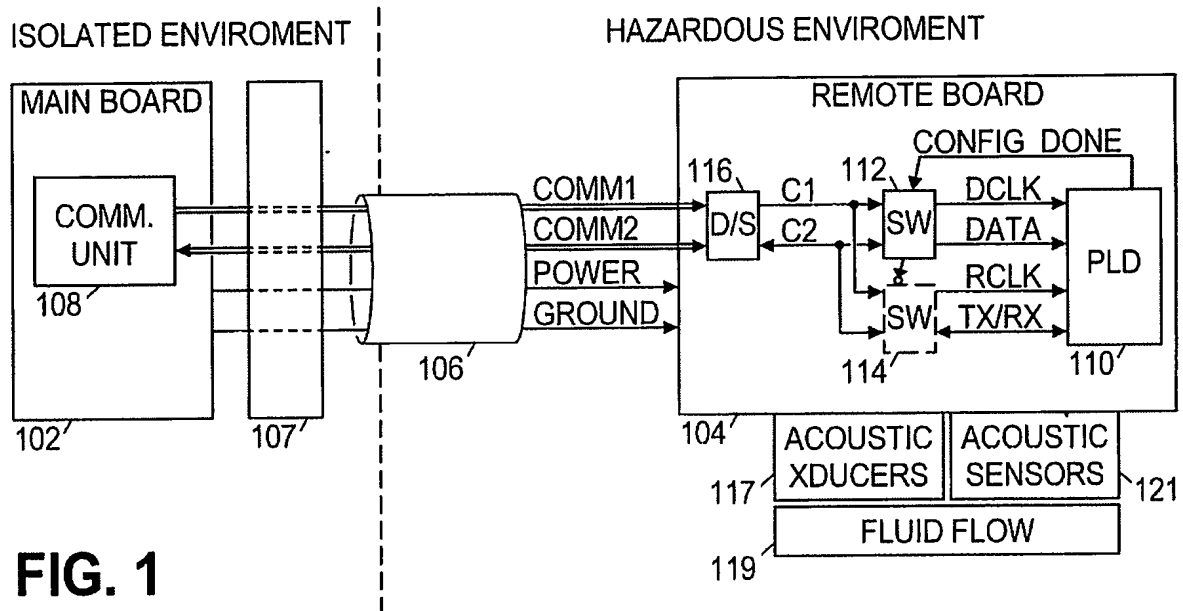 ISOLATED ENVIROMENT
HAZARDOUS ENVIROMENT
MAIN BOARD
REMOTE BOARD
CONFIG_DONE
COMM.
UNIT
108
COMM1
COMM2
POWER
GROUND
116
D/S
C1
C2
112
SW
DCLK
DATA
RCLK
TX/RX
SW
114
PLD
110
106
102
107
104
ACOUSTIC
XDUCERS
ACOUSTIC
SENSORS
117
121
FLUID FLOW
119
FIG. 1